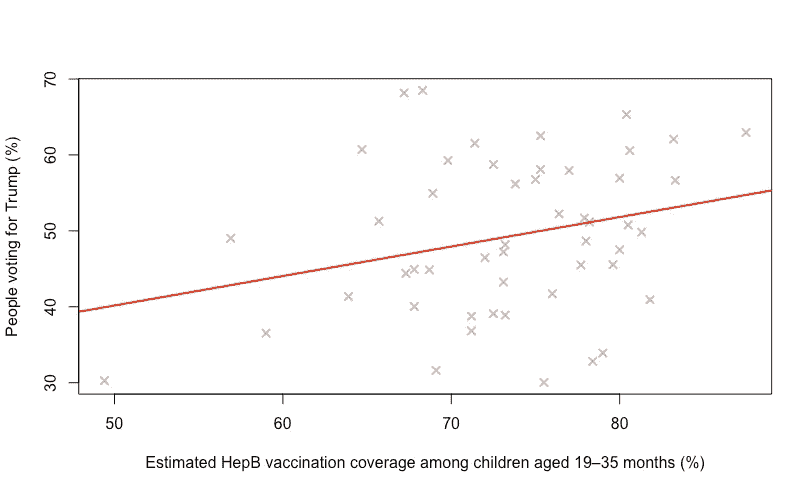 70
60
50
40
30
People voting for Trump (%)
50 60 70 80
Estimated HepB vaccination coverage among children aged 19–35 months (%)